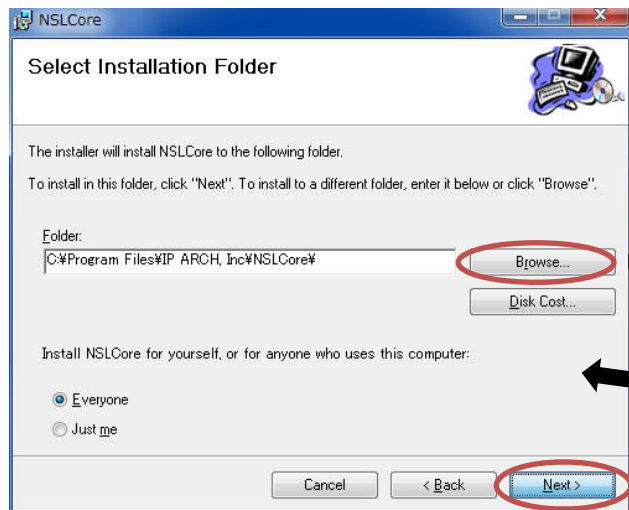 NSLCore
Select Installation Folder
The installer will install NSLCore to the following folder.
To install in this folder, click "Next". To install to a different folder, enter it below or click "Browse".
Folder:
C:¥Program Files¥IP ARCH, Inc¥NSLCore¥
Browse...
Disk Cost...
Install NSLCore for yourself, or for anyone who uses this computer:
Everyone
Just me
Cancel
< Back
Next >